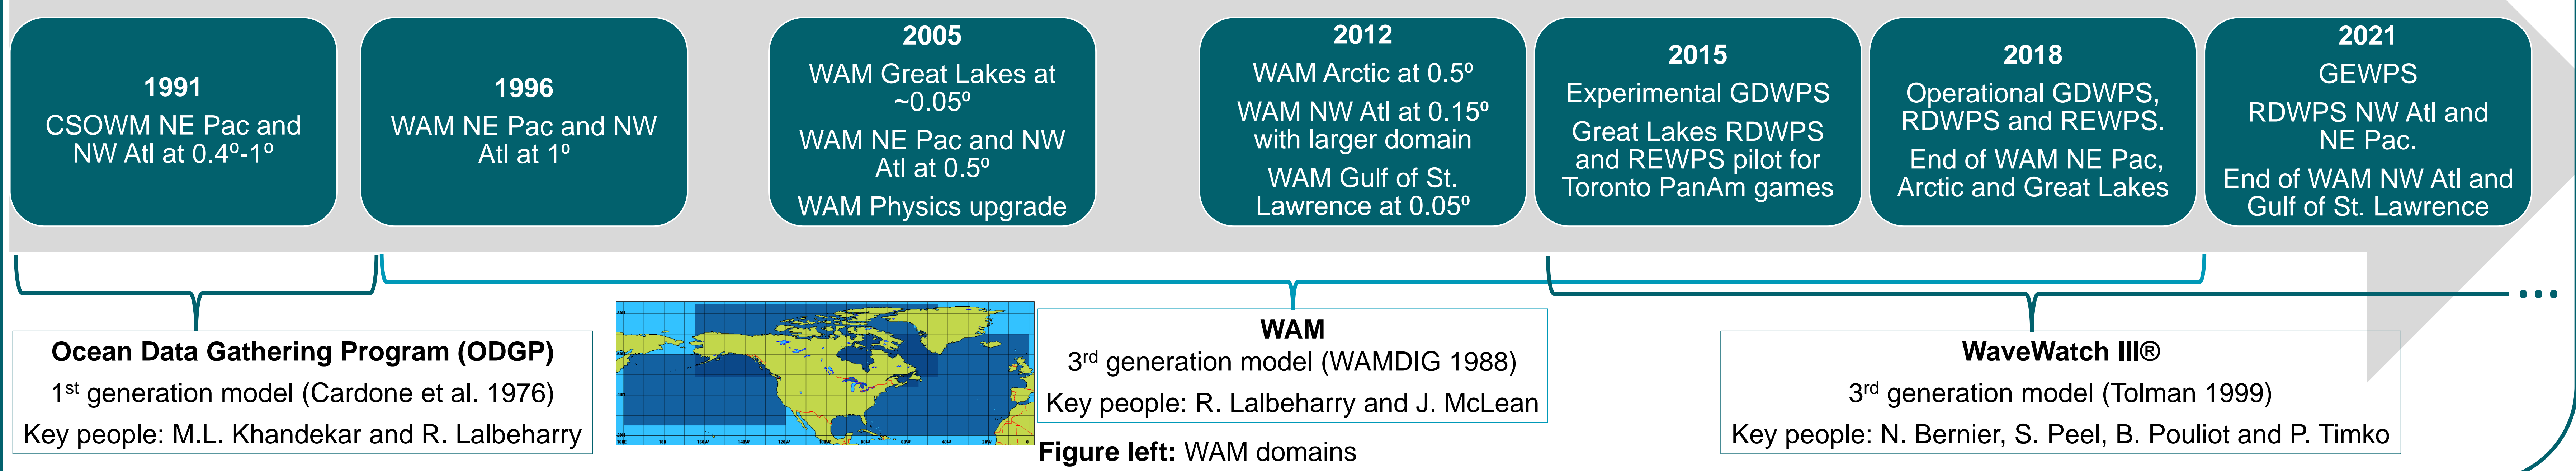 1991
CSOWM NE Pac and
NW Atl at 0.4º-1º
1996
WAM NE Pac and NW
Atl at 1º
2005
WAM Great Lakes at
~0.05º
WAM NE Pac and NW
Atl at 0.5º
WAM Physics upgrade
2012
WAM Arctic at 0.5º
WAM NW Atl at 0.15º
with larger domain
WAM Gulf of St.
Lawrence at 0.05º
2015
Experimental GDWPS
Great Lakes RDWPS
and REWPS pilot for
Toronto PanAm games
2018
Operational GDWPS,
RDWPS and REWPS.
End of WAM NE Pac,
Arctic and Great Lakes
2021
GEWPS
RDWPS NW Atl and
NE Pac.
End of WAM NW Atl and
Gulf of St. Lawrence
Ocean Data Gathering Program (ODGP)
1st generation model (Cardone et al. 1976)
Key people: M.L. Khandekar and R. Lalbeharry
WAM
3rd generation model (WAMDIG 1988)
Key people: R. Lalbeharry and J. McLean
Figure left: WAM domains
WaveWatch III®
3rd generation model (Tolman 1999)
Key people: N. Bernier, S. Peel, B. Pouliot and P. Timko
...